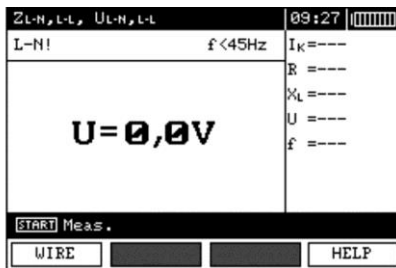 ZL-N,L-L, UL-N,L-L 09:27
L-N! f<45Hz
IK=---
R =---
XL=---
U =---
f =---
U=0,0V
START Meas.
WIRE HELP